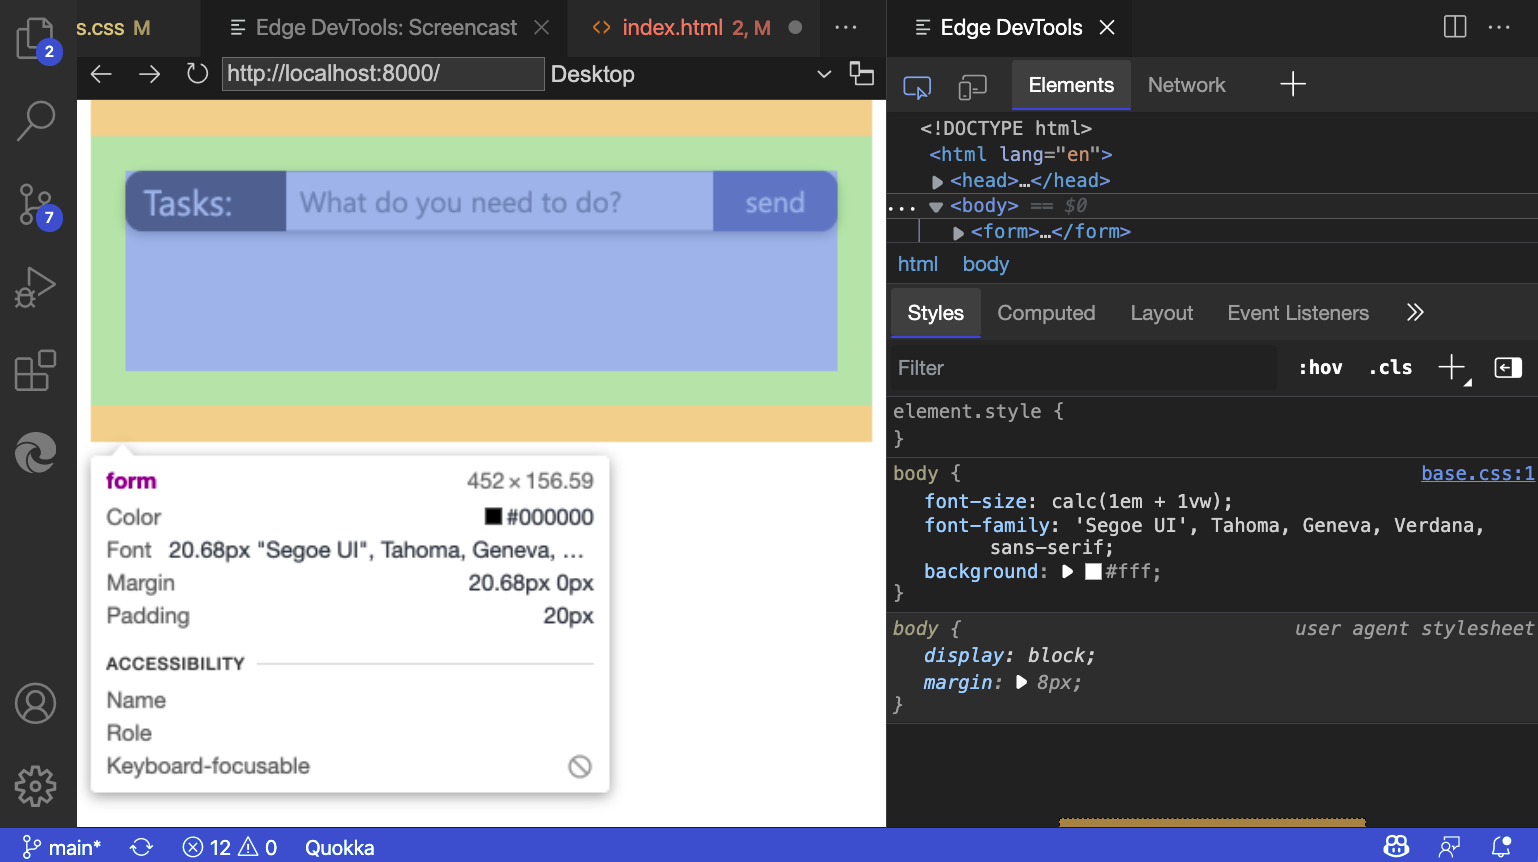 s.css M
Edge DevTools: Screencast
index.html 2, M
Edge DevTools
http://localhost:8000/
Desktop
Elements
Network
2
7
Tasks:
What do you need to do?
send
form
452 × 156.59
Color
#000000
Font
20.68px "Segoe UI", Tahoma, Geneva, …
Margin
20.68px 0px
Padding
20px
ACCESSIBILITY
Name
Role
Keyboard-focusable
<!DOCTYPE html>
<html lang="en">
<head>…</head>
... <body> == $0
<form>…</form>
html body
Styles
Computed
Layout
Event Listeners
Filter
:hov
.cls
element.style {
}
body {
base.css:1
font-size: calc(1em + 1vw);
font-family: 'Segoe UI', Tahoma, Geneva, Verdana,
sans-serif;
background: #fff;
}
body {
user agent stylesheet
display: block;
margin: 8px;
}
main*
12
0
Quokka